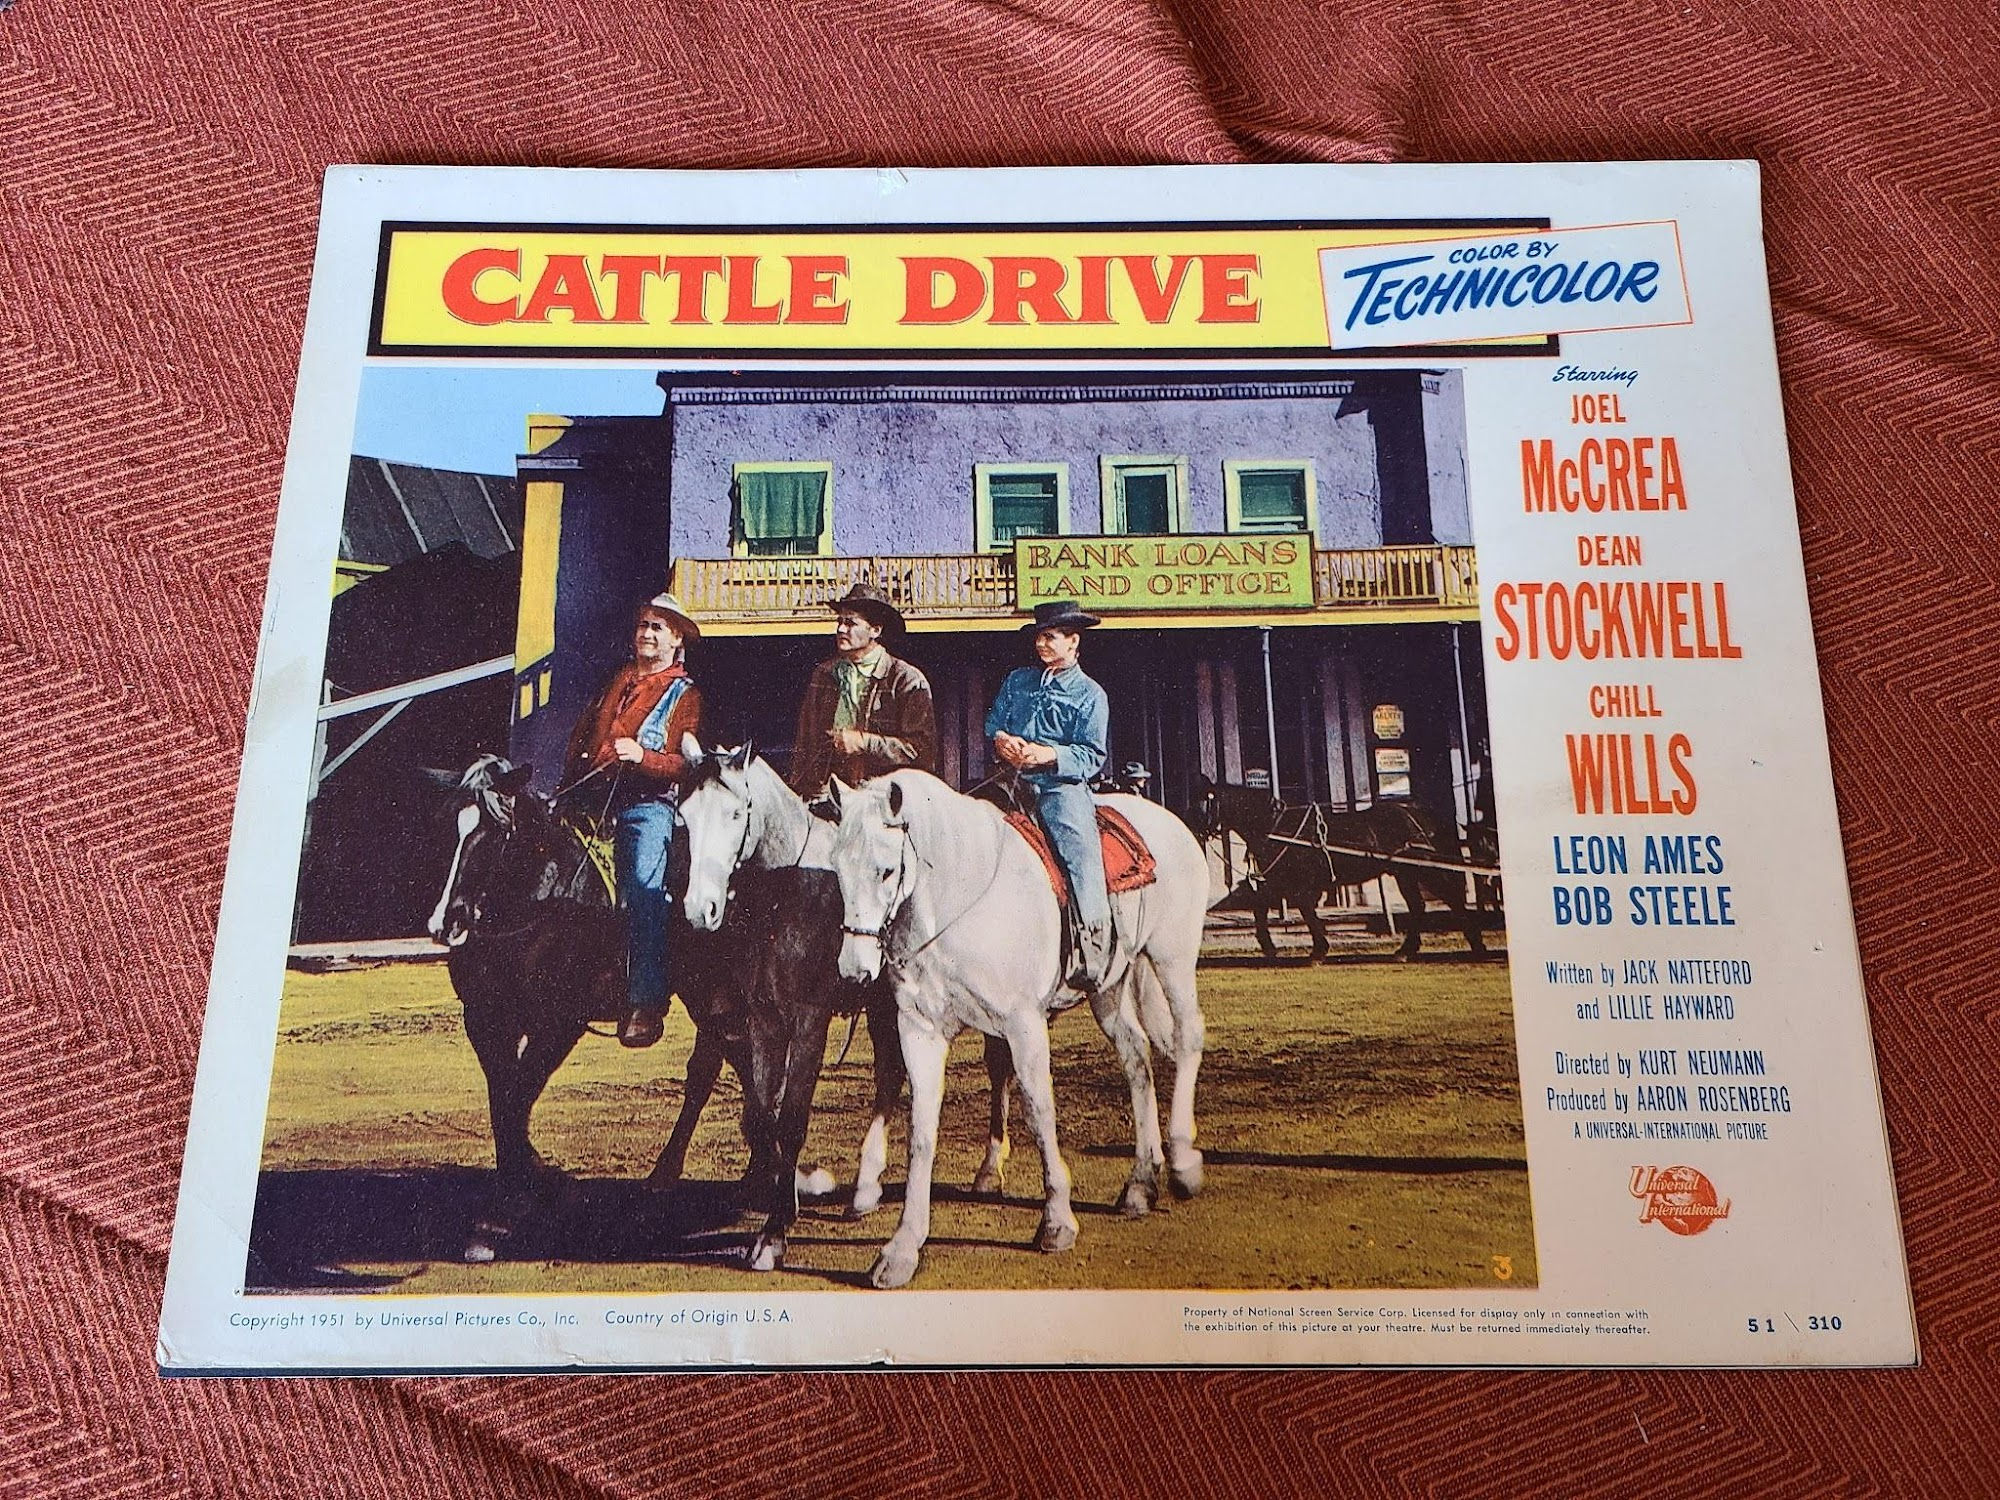 CATTLE DRIVE
COLOR BY
TECHNICOLOR
Starring
JOEL
McCREA
DEAN
STOCKWELL
CHILL
WILLS
LEON AMES
BOB STEELE
Written by JACK NATTEFORD
and LILLIE HAYWARD
Directed by KURT NEUMANN
Produced by AARON ROSENBERG
A UNIVERSAL-INTERNATIONAL PICTURE
Universal
International
BANK LOANS
LAND OFFICE
3
Copyright 1951 by Universal Pictures Co., Inc. Country of Origin U.S.A.
Property of National Screen Service Corp. Licensed for display only in connection with
the exhibition of this picture at your theatre. Must be returned immediately thereafter.
51 \ 310